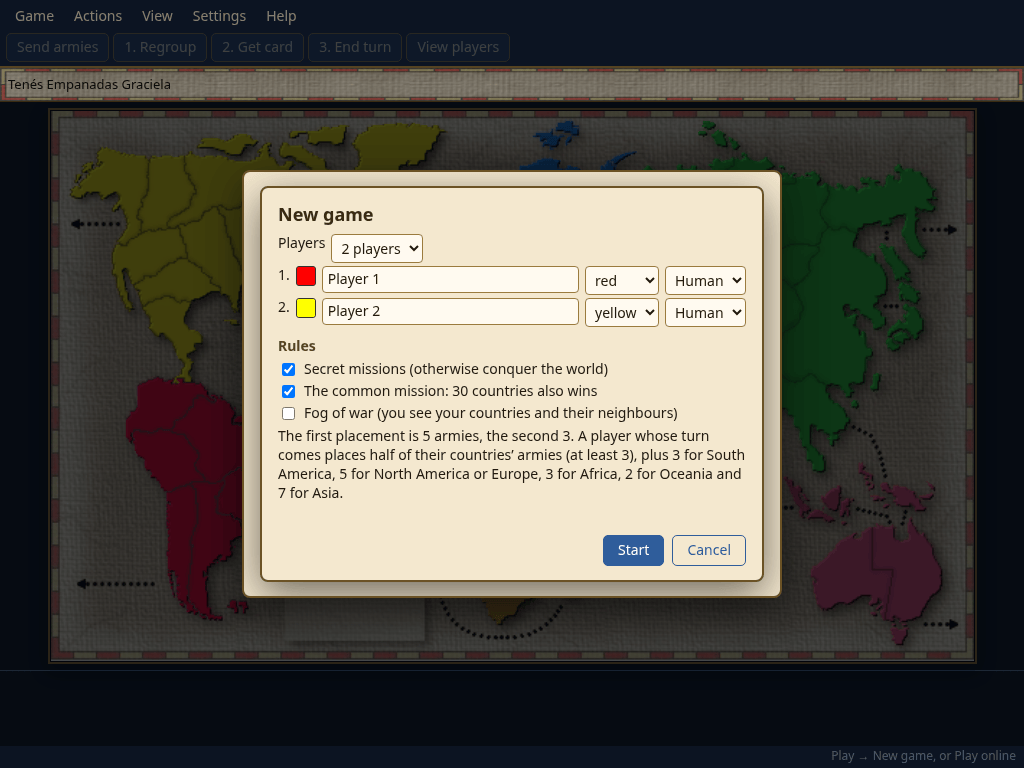 Game Actions View Settings Help
Send armies 1. Regroup 2. Get card 3. End turn View players
Tenés Empanadas Graciela
New game
Players 2 players
1. Player 1 red Human
2. Player 2 yellow Human
Rules
Secret missions (otherwise conquer the world)
The common mission: 30 countries also wins
Fog of war (you see your countries and their neighbours)
The first placement is 5 armies, the second 3. A player whose turn
comes places half of their countries’ armies (at least 3), plus 3 for South
America, 5 for North America or Europe, 3 for Africa, 2 for Oceania and
7 for Asia.
Start Cancel
Play → New game, or Play online